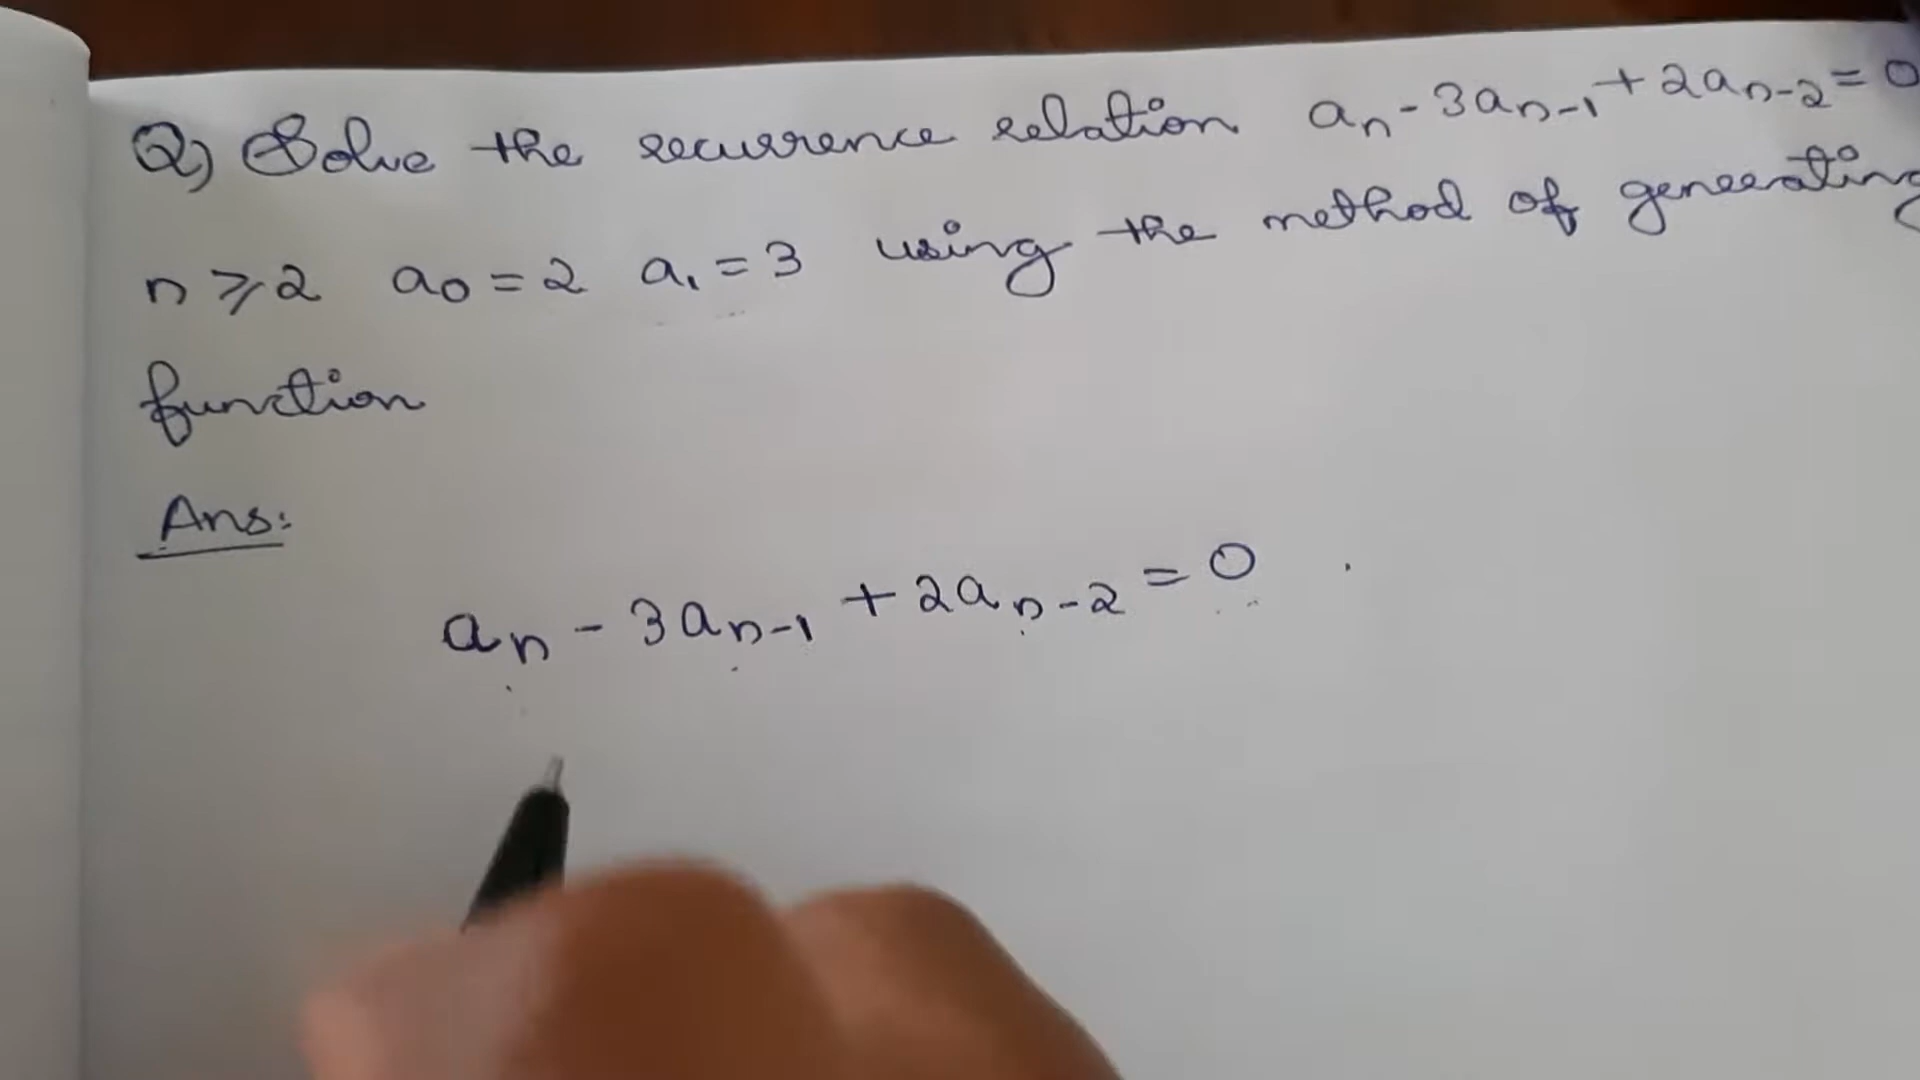 Q) Solve the recurrence relation aₙ - 3aₙ₋₁ + 2aₙ₋₂ = 0
n ⩾ 2 a₀ = 2 a₁ = 3 using the method of generating
function
Ans:
aₙ - 3aₙ₋₁ + 2aₙ₋₂ = 0